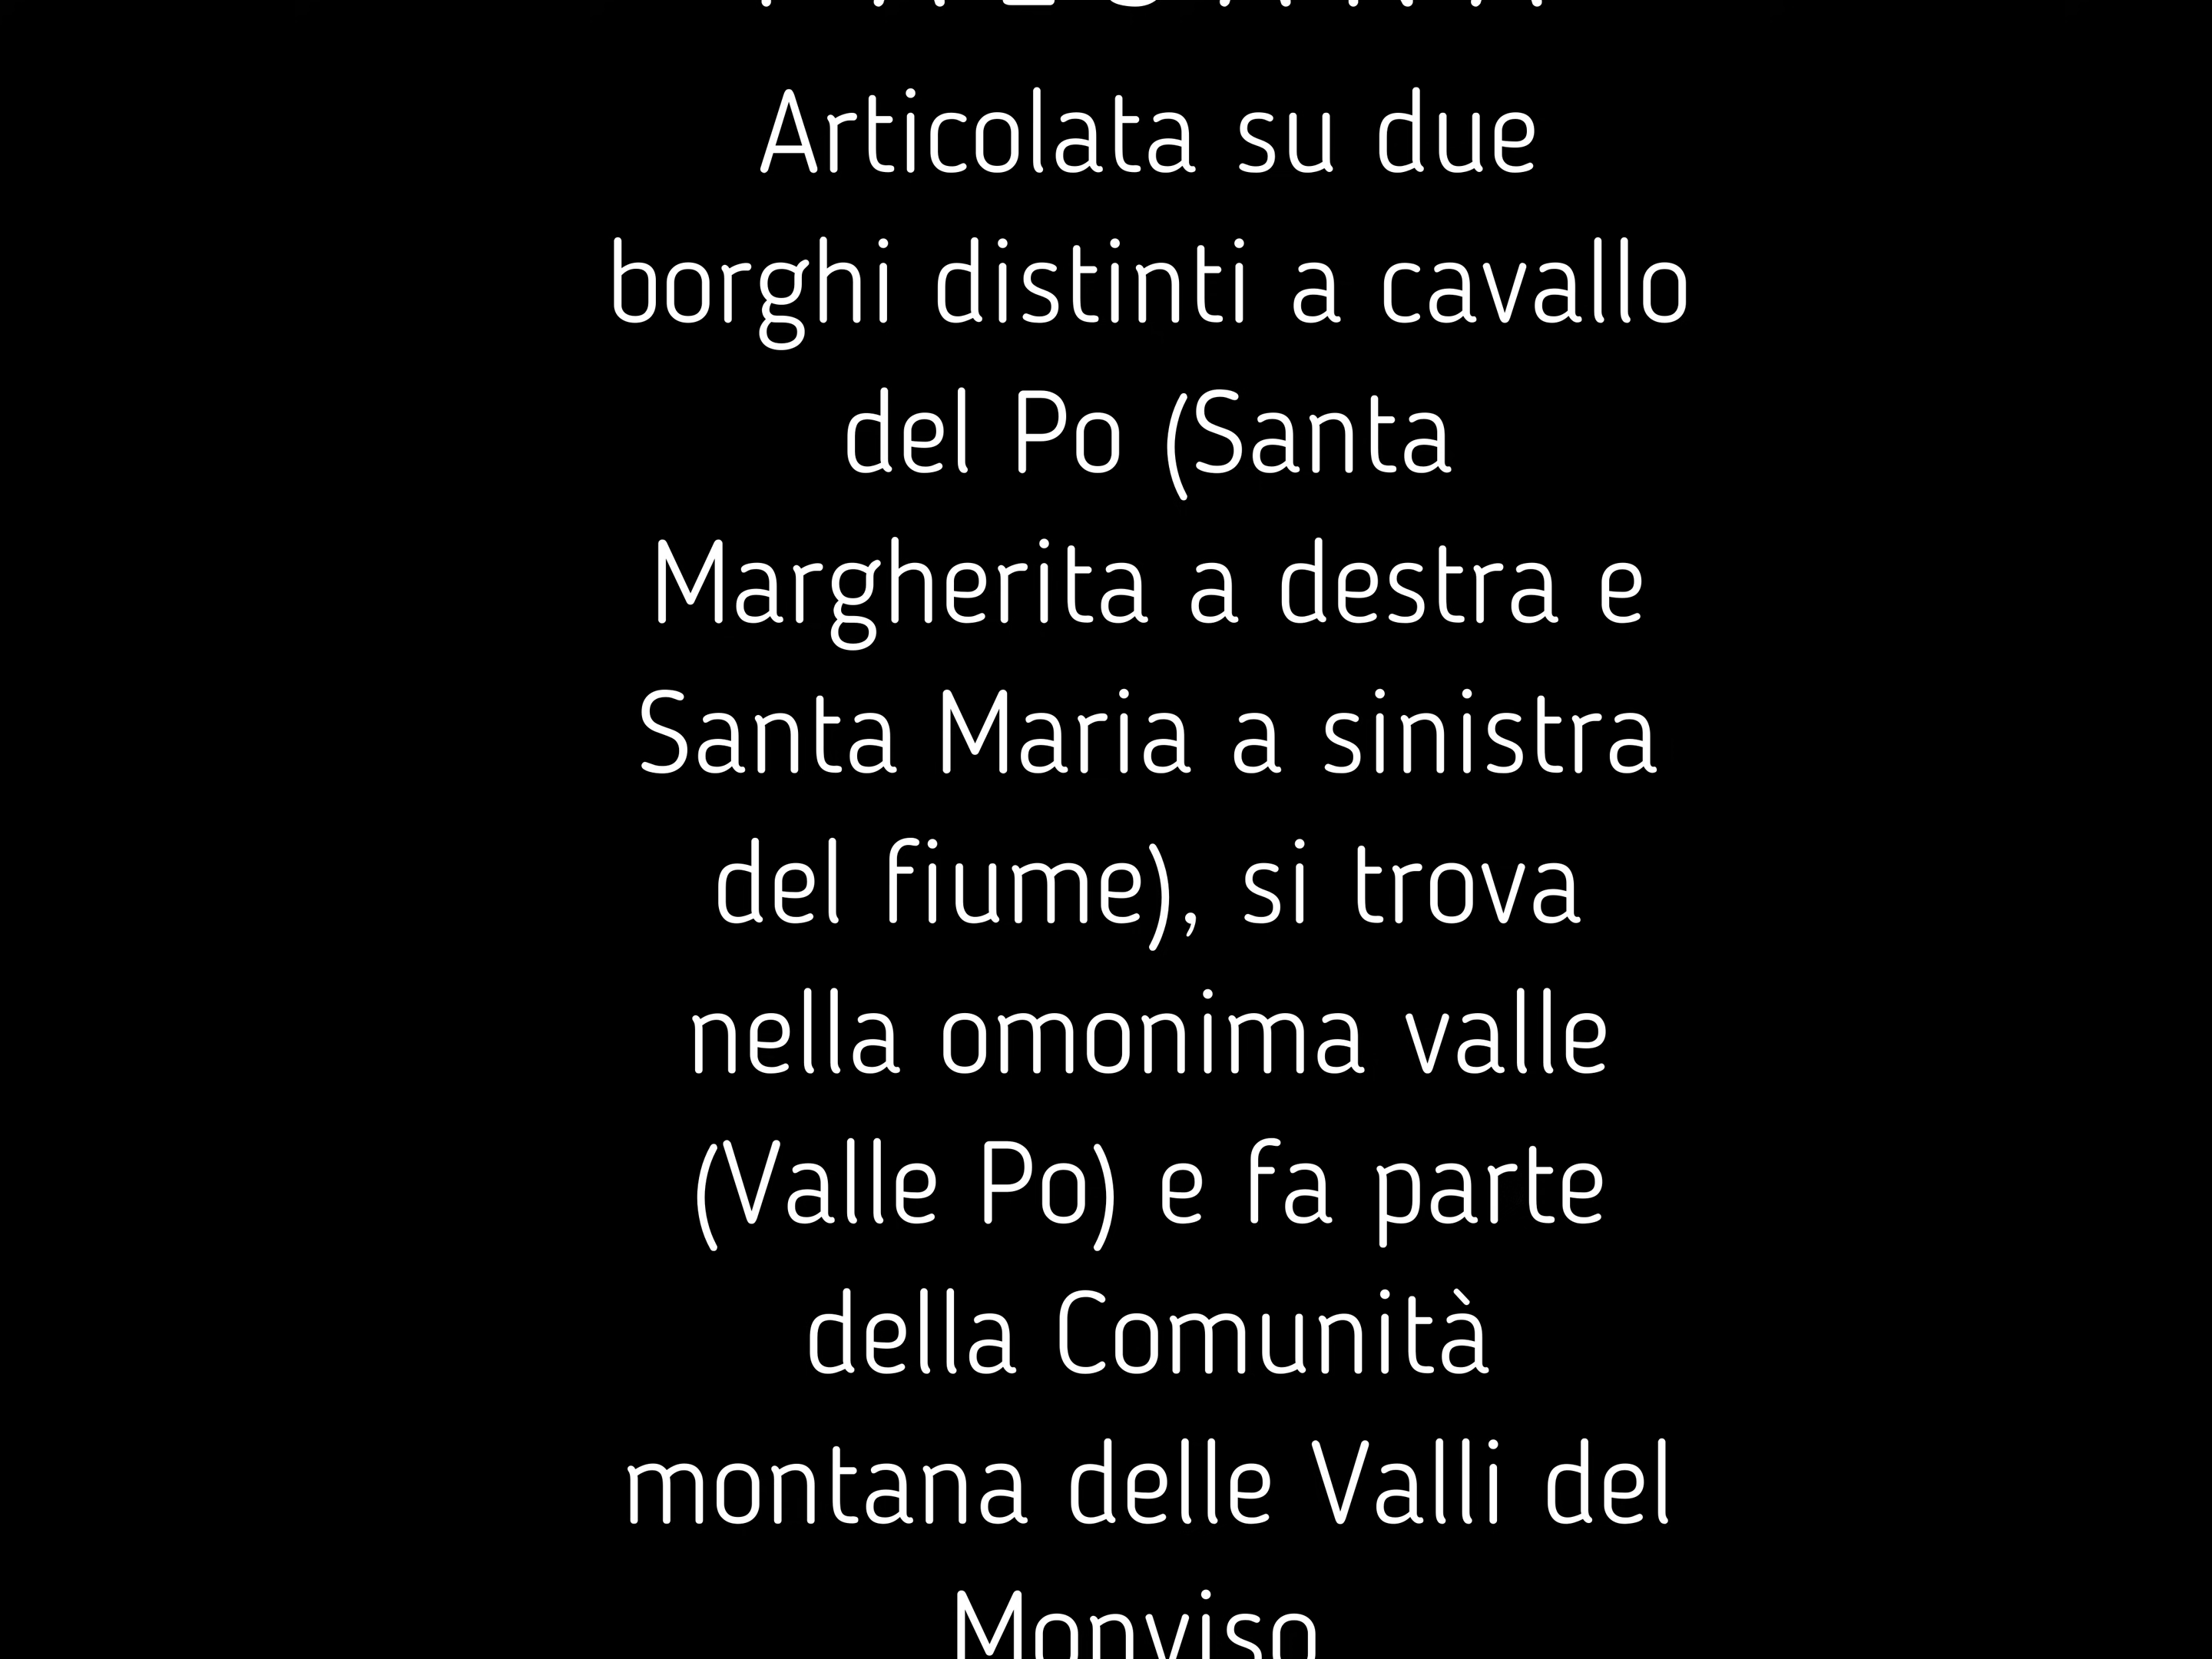 Articolata su due
borghi distinti a cavallo
del Po (Santa
Margherita a destra e
Santa Maria a sinistra
del fiume), si trova
nella omonima valle
(Valle Po) e fa parte
della Comunità
montana delle Valli del
Monviso